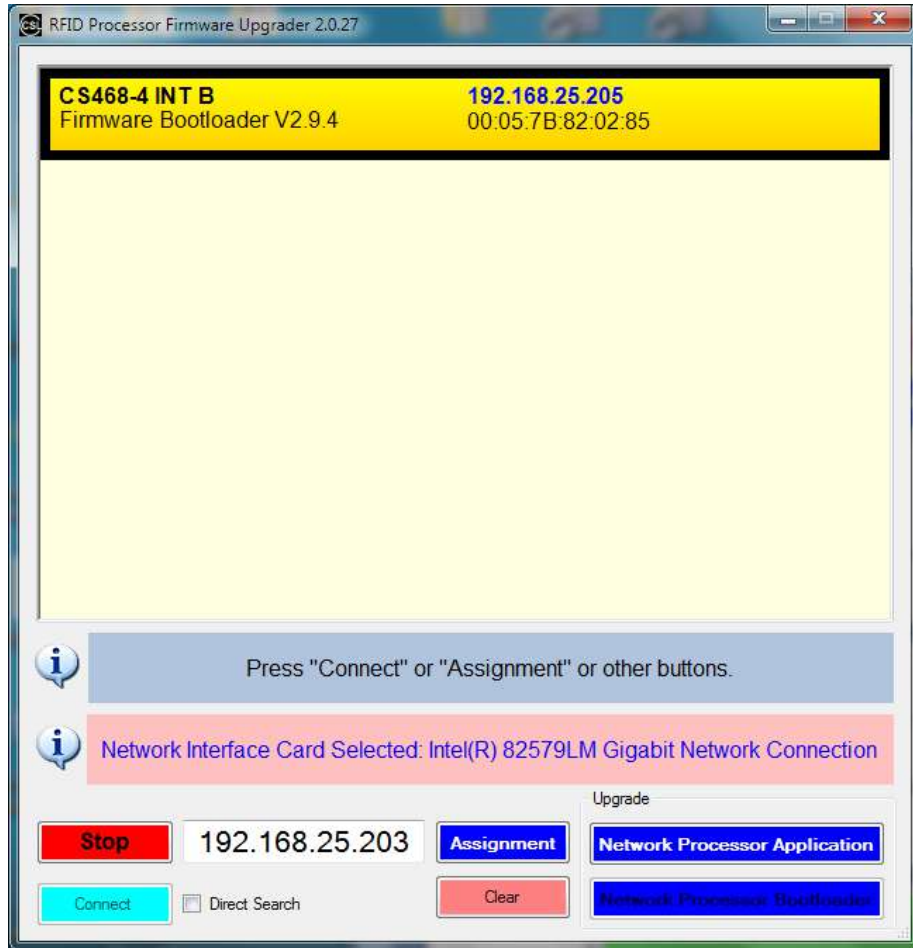 CSL RFID Processor Firmware Upgrader 2.0.27
CS468-4 INT B 192.168.25.205
Firmware Bootloader V2.9.4 00:05:7B:82:02:85
Press "Connect" or "Assignment" or other buttons.
Network Interface Card Selected: Intel(R) 82579LM Gigabit Network Connection
Upgrade
Stop 192.168.25.203 Assignment Network Processor Application
Connect Direct Search Clear Network Processor Bootloader